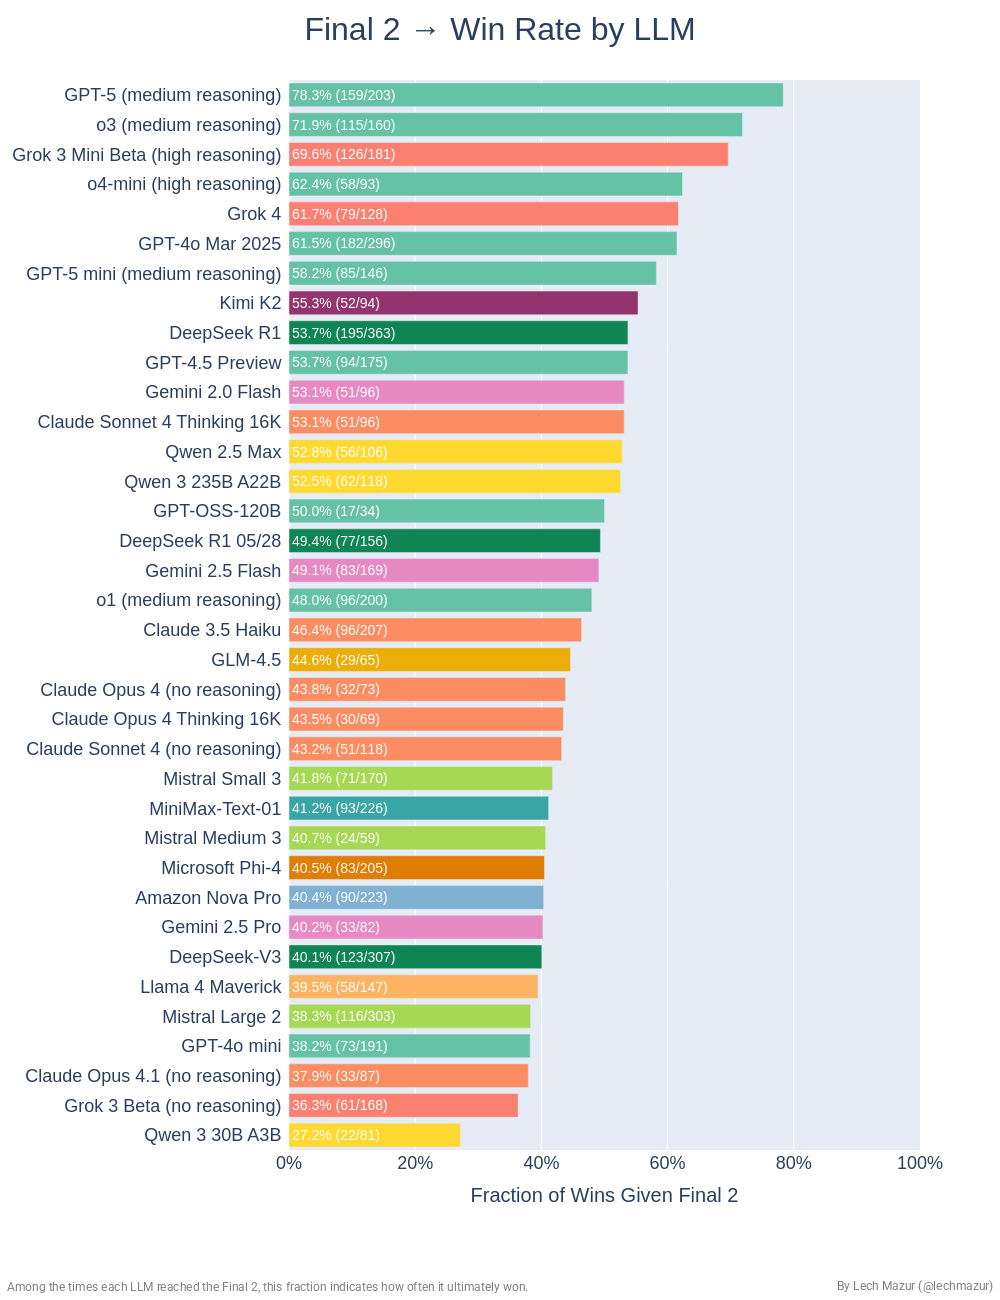 Final 2 → Win Rate by LLM
GPT-5 (medium reasoning) 78.3% (159/203)
o3 (medium reasoning) 71.9% (115/160)
Grok 3 Mini Beta (high reasoning) 69.6% (126/181)
o4-mini (high reasoning) 62.4% (58/93)
Grok 4 61.7% (79/128)
GPT-4o Mar 2025 61.5% (182/296)
GPT-5 mini (medium reasoning) 58.2% (85/146)
Kimi K2 55.3% (52/94)
DeepSeek R1 53.7% (195/363)
GPT-4.5 Preview 53.7% (94/175)
Gemini 2.0 Flash 53.1% (51/96)
Claude Sonnet 4 Thinking 16K 53.1% (51/96)
Qwen 2.5 Max 52.8% (56/106)
Qwen 3 235B A22B 52.5% (62/118)
GPT-OSS-120B 50.0% (17/34)
DeepSeek R1 05/28 49.4% (77/156)
Gemini 2.5 Flash 49.1% (83/169)
o1 (medium reasoning) 48.0% (96/200)
Claude 3.5 Haiku 46.4% (96/207)
GLM-4.5 44.6% (29/65)
Claude Opus 4 (no reasoning) 43.8% (32/73)
Claude Opus 4 Thinking 16K 43.5% (30/69)
Claude Sonnet 4 (no reasoning) 43.2% (51/118)
Mistral Small 3 41.8% (71/170)
MiniMax-Text-01 41.2% (93/226)
Mistral Medium 3 40.7% (24/59)
Microsoft Phi-4 40.5% (83/205)
Amazon Nova Pro 40.4% (90/223)
Gemini 2.5 Pro 40.2% (33/82)
DeepSeek-V3 40.1% (123/307)
Llama 4 Maverick 39.5% (58/147)
Mistral Large 2 38.3% (116/303)
GPT-4o mini 38.2% (73/191)
Claude Opus 4.1 (no reasoning) 37.9% (33/87)
Grok 3 Beta (no reasoning) 36.3% (61/168)
Qwen 3 30B A3B 27.2% (22/81)
0% 20% 40% 60% 80% 100%
Fraction of Wins Given Final 2
Among the times each LLM reached the Final 2, this fraction indicates how often it ultimately won.
By Lech Mazur (@lechmazur)